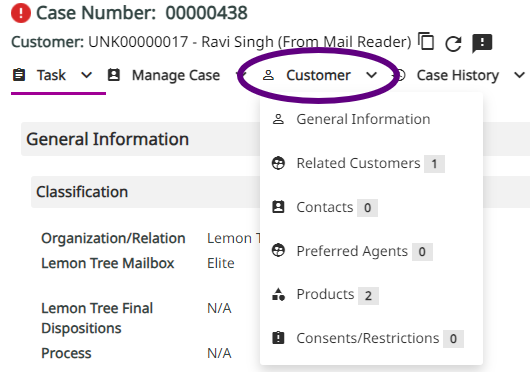 Case Number: 00000438
Customer: UNK00000017 - Ravi Singh (From Mail Reader)
Task Manage Case Customer Case History
General Information
Classification
Organization/Relation Lemon T
Lemon Tree Mailbox Elite
Lemon Tree Final
Dispositions N/A
Process N/A
General Information
Related Customers 1
Contacts 0
Preferred Agents 0
Products 2
Consents/Restrictions 0